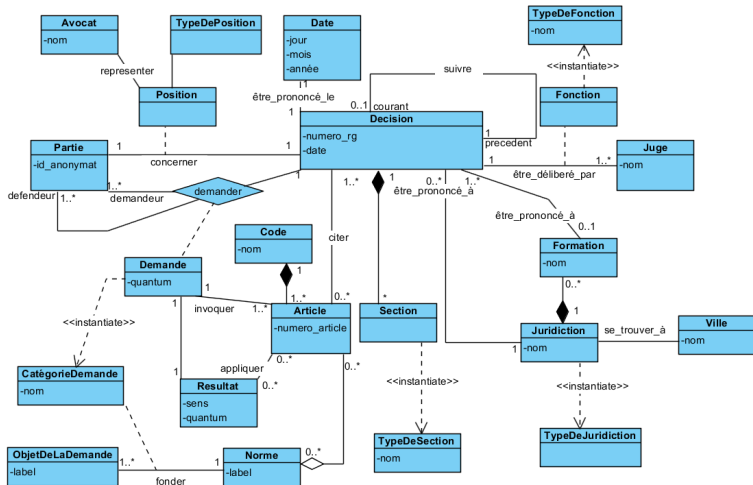 Avocat
-nom
TypeDePosition
Date
-jour
-mois
-année
TypeDeFonction
-nom
representer
suivre
<<instantiate>>
1
être_prononcé_le
0..1
courant
Position
Fonction
1
Decision
-numero_rg
-date
1
precedent
Partie
-id_anonymat
1
concerner
1
1
être_délibéré_par
1..*
Juge
-nom
defendeur
1..*
1..*
demandeur
demander
1
1..*
1
0..*
1..*
être_prononcé_à
être_prononcé_à
0..1
Code
-nom
citer
Formation
-nom
Demande
-quantum
1
1
1
invoquer
1..*
1..*
0..*
*
0..*
Article
-numero_article
Section
1
Juridiction
-nom
se_trouver_à
Ville
-nom
<<instantiate>>
1
appliquer
0..*
0..*
1
CatègorieDemande
-nom
1
Resultat
-sens
-quantum
0..*
<<instantiate>>
<<instantiate>>
TypeDeSection
-nom
TypeDeJuridiction
ObjetDeLaDemande
-label
1..*
fonder
1
Norme
-label
0..*